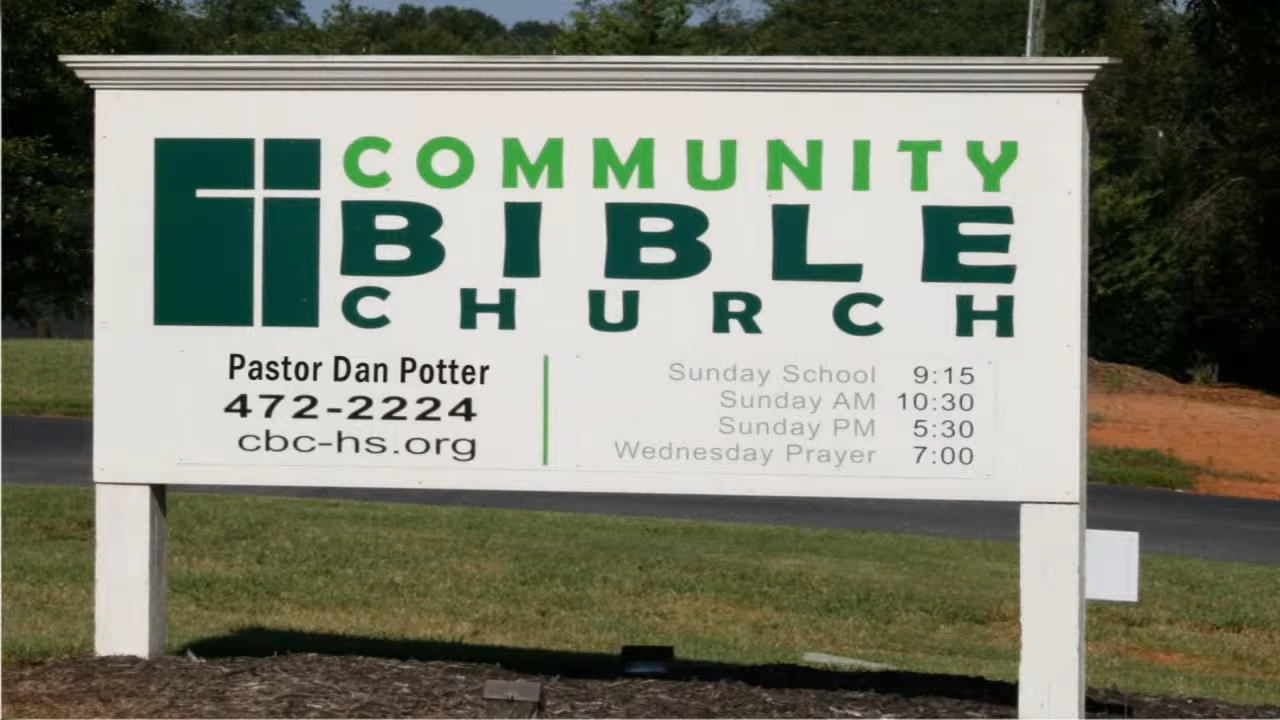 COMMUNITY
BIBLE
CHURCH
Pastor Dan Potter
472-2224
cbc-hs.org
Sunday School 9:15
Sunday AM 10:30
Sunday PM 5:30
Wednesday Prayer 7:00